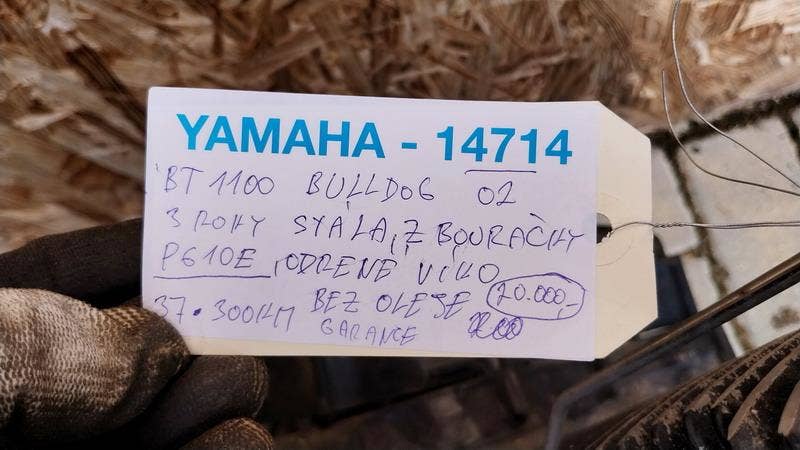 YAMAHA - 14714
BT 1100 BULLDOG 02
3 ROKY STÁLA, Z BOURAČKY
P610E, ODŘENÉ VÍKO
37.300KM BEZ OLEJE 20.000,-
GARANCE